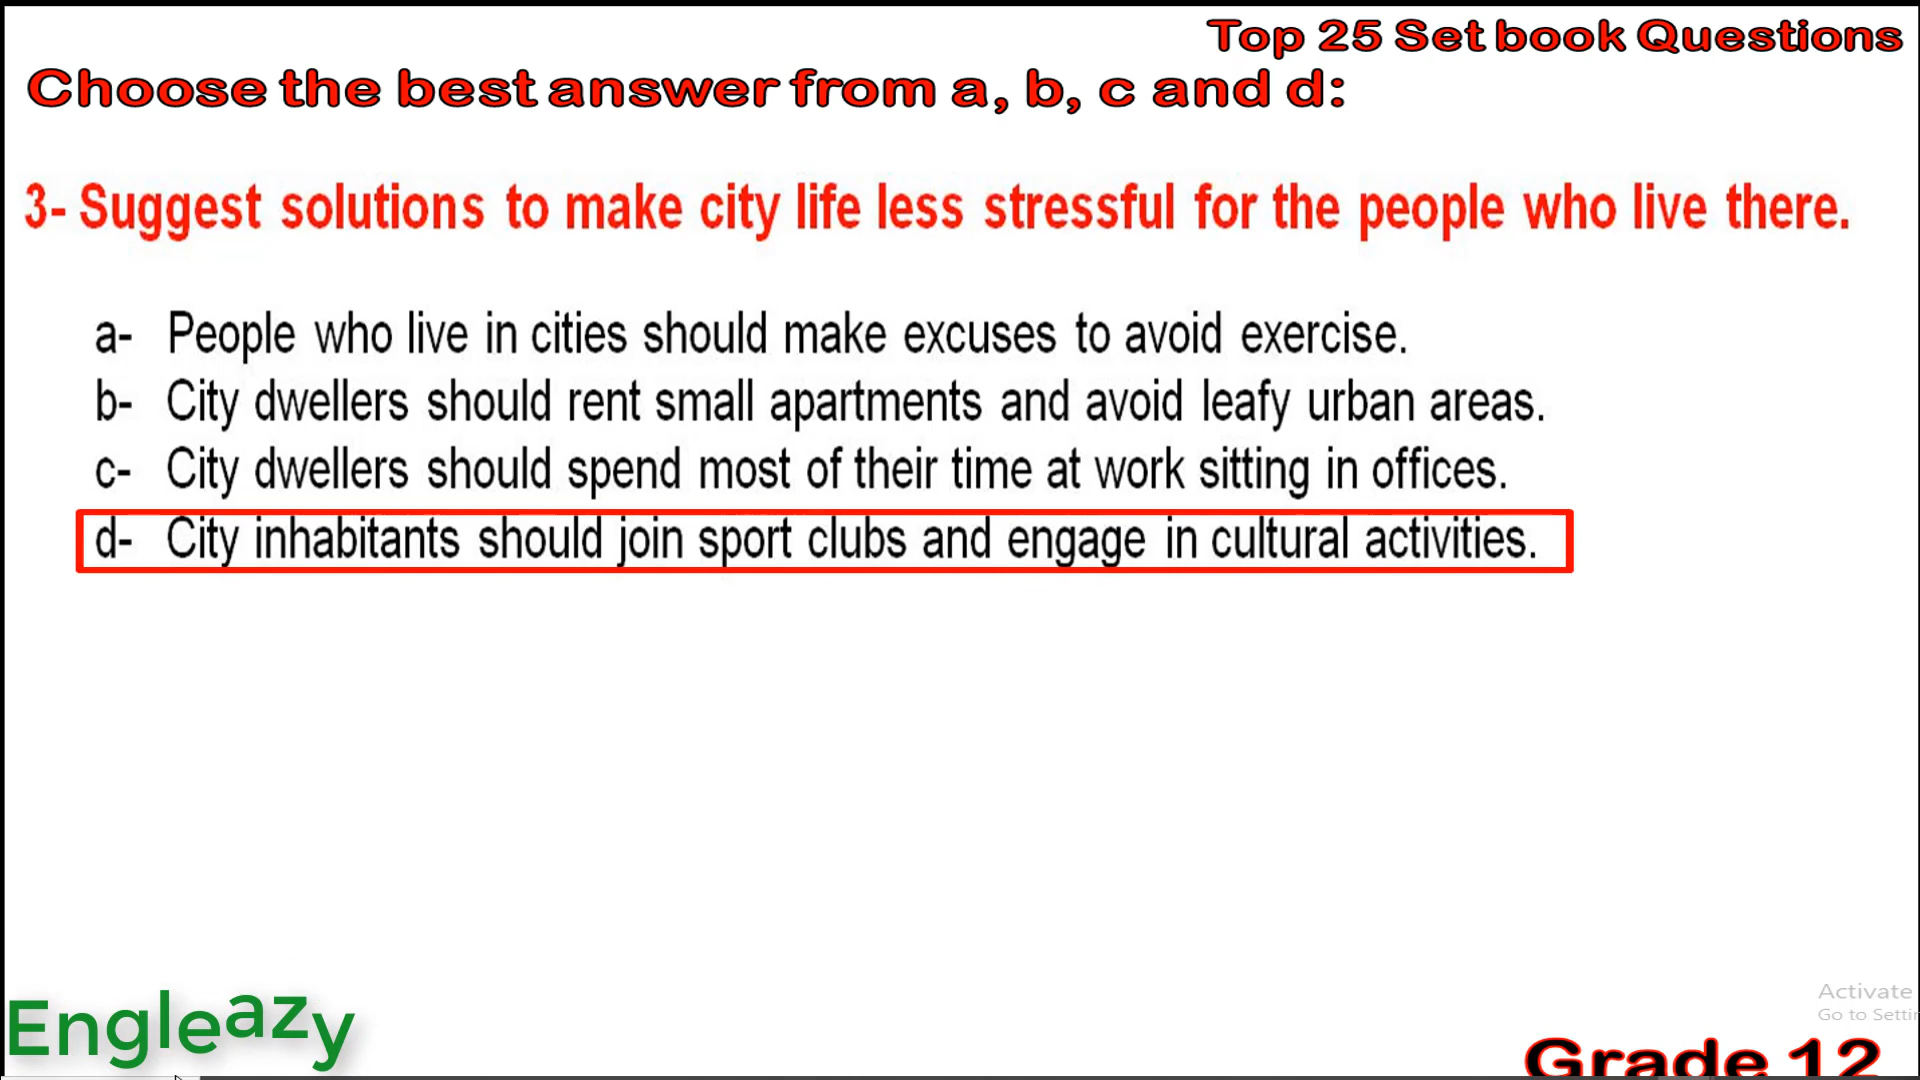 Top 25 Set book Questions
Choose the best answer from a, b, c and d:
3- Suggest solutions to make city life less stressful for the people who live there.
a- People who live in cities should make excuses to avoid exercise.
b- City dwellers should rent small apartments and avoid leafy urban areas.
c- City dwellers should spend most of their time at work sitting in offices.
d- City inhabitants should join sport clubs and engage in cultural activities.
Engleazy
Activate
Go to Settin
Grade 12